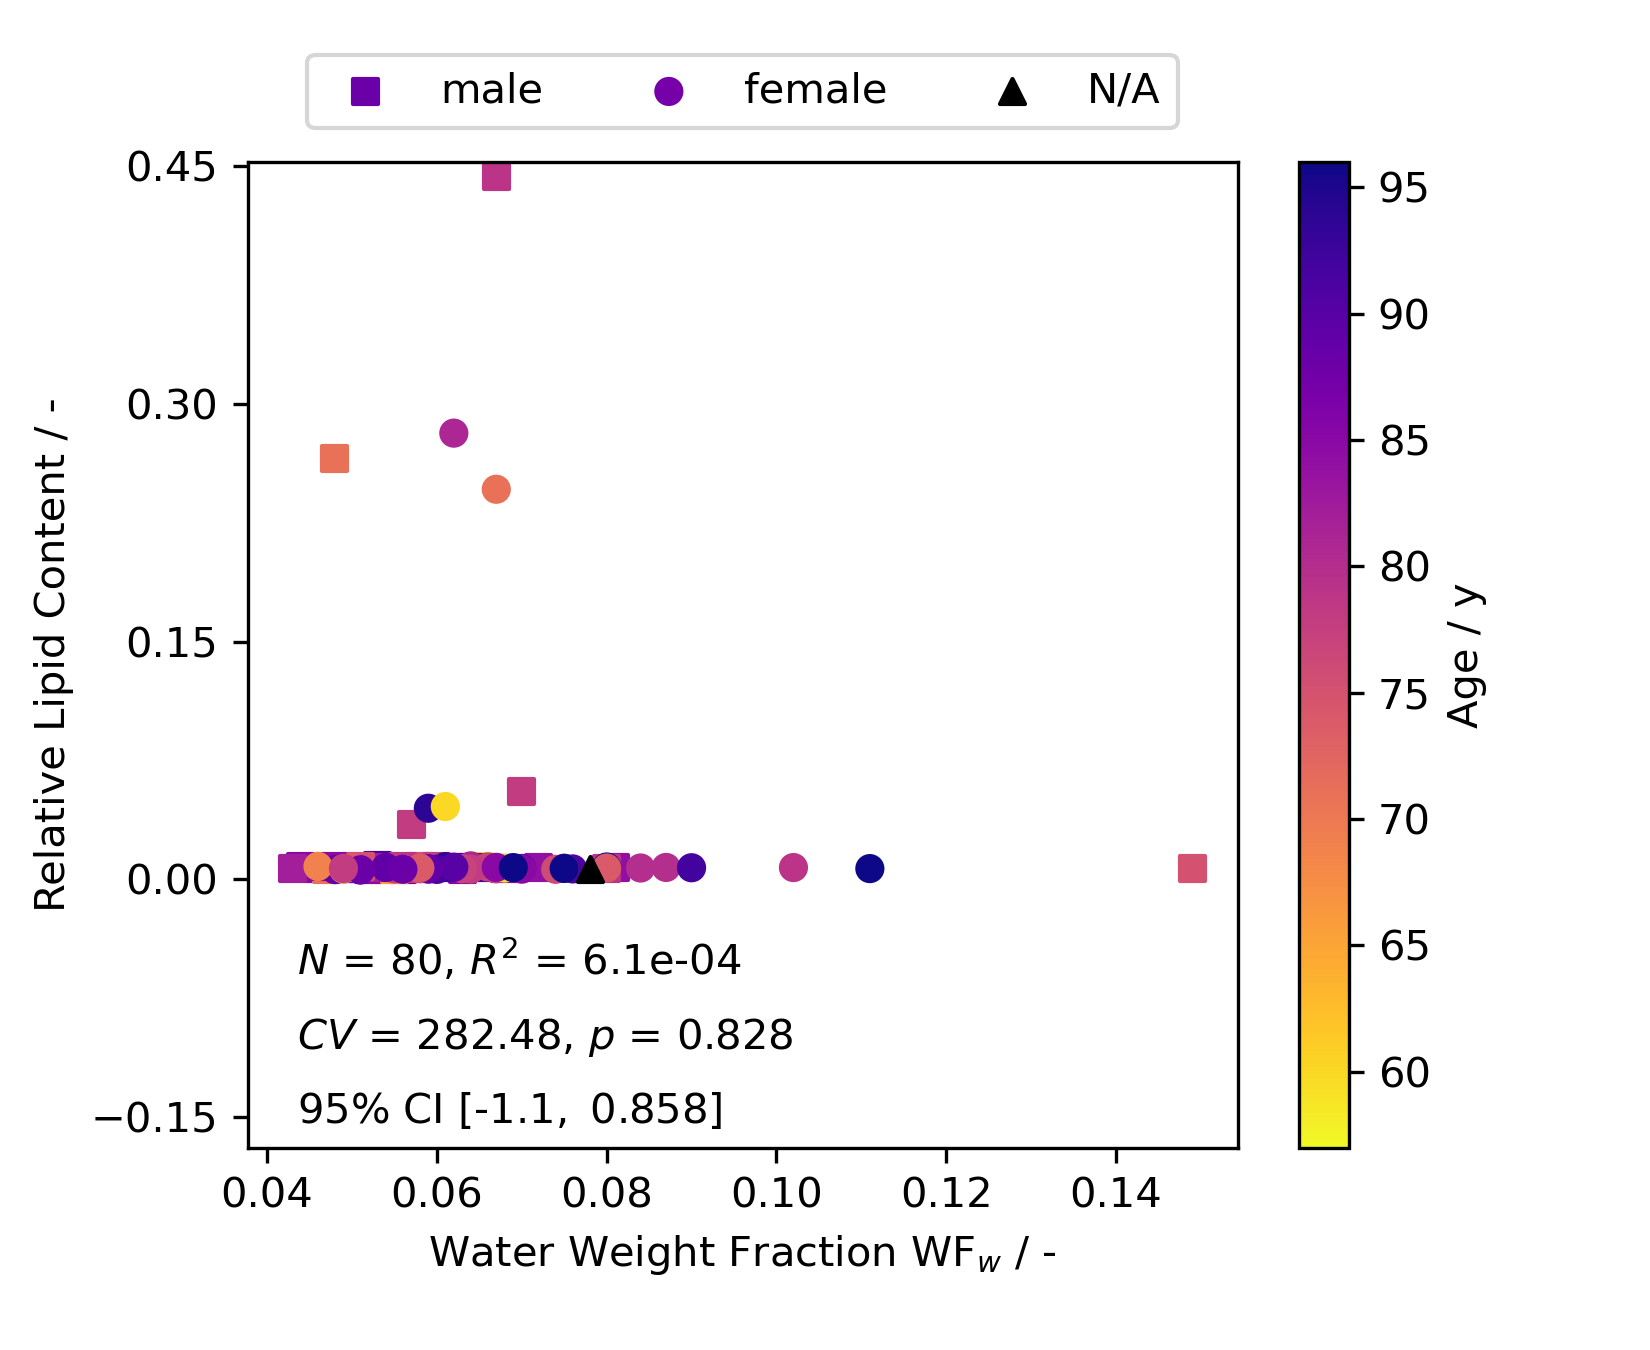 male female N/A
0.45
0.30
0.15
0.00
−0.15
Relative Lipid Content / -
N = 80, R² = 6.1e-04
CV = 282.48, p = 0.828
95% CI [-1.1, 0.858]
0.04 0.06 0.08 0.10 0.12 0.14
Water Weight Fraction WF_w / -
95
90
85
80
75
70
65
60
Age / y